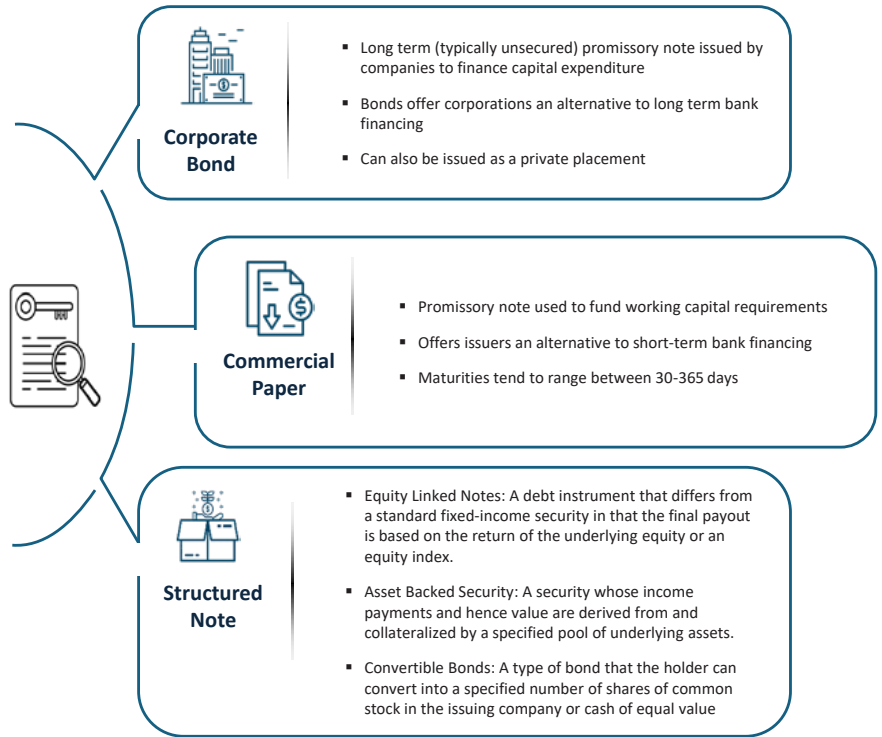 Corporate
Bond
▪ Long term (typically unsecured) promissory note issued by
companies to finance capital expenditure
▪ Bonds offer corporations an alternative to long term bank
financing
▪ Can also be issued as a private placement
Commercial
Paper
▪ Promissory note used to fund working capital requirements
▪ Offers issuers an alternative to short-term bank financing
▪ Maturities tend to range between 30-365 days
Structured
Note
▪ Equity Linked Notes: A debt instrument that differs from
a standard fixed-income security in that the final payout
is based on the return of the underlying equity or an
equity index.
▪ Asset Backed Security: A security whose income
payments and hence value are derived from and
collateralized by a specified pool of underlying assets.
▪ Convertible Bonds: A type of bond that the holder can
convert into a specified number of shares of common
stock in the issuing company or cash of equal value